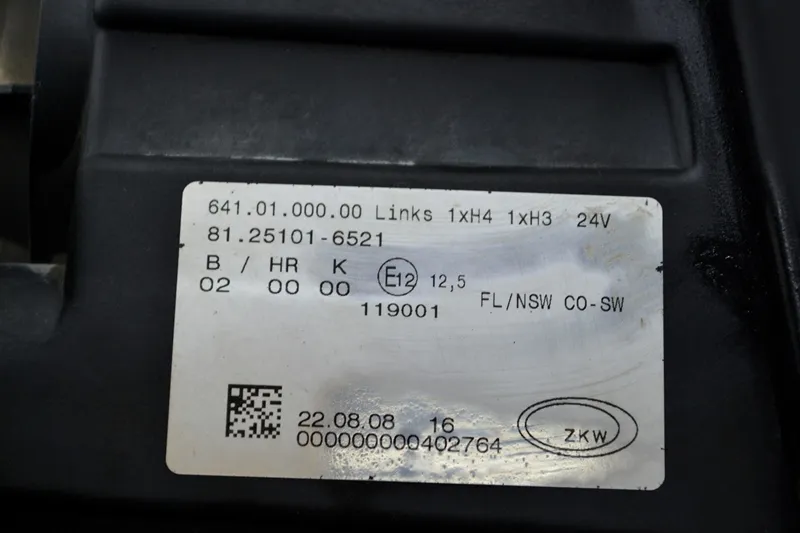 641.01.000.00 Links 1xH4 1xH3 24V
81.25101-6521
B / HR K
02 00 00
E12 12,5
119001
FL/NSW CO-SW
22.08.08 16
000000000402764
ZKW